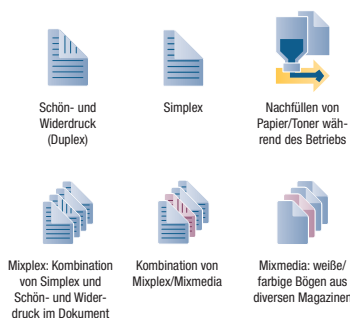 Schön- und
Widerdruck
(Duplex)
Simplex
Nachfüllen von
Papier/Toner wäh-
rend des Betriebs
Mixplex: Kombination
von Simplex und
Schön- und Wider-
druck im Dokument
Kombination von
Mixplex/Mixmedia
Mixmedia: weiße/
farbige Bögen aus
diversen Magazinen